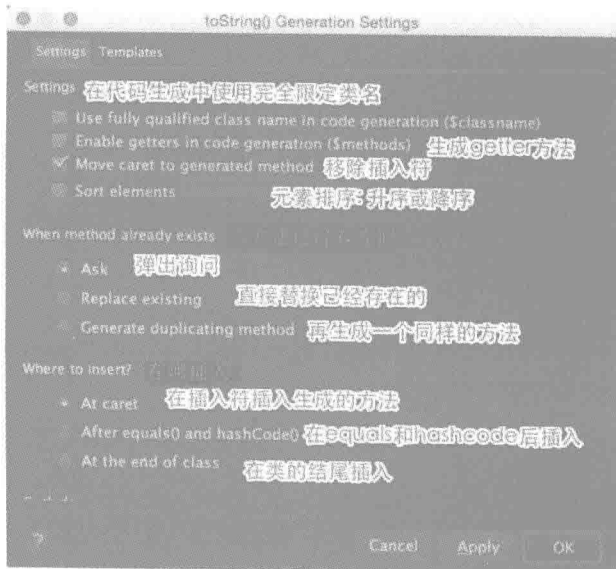 toString() Generation Settings
Settings Templates
Settings 在代码生成中使用完全限定类名
Use fully qualified class name in code generation ($classname)
Enable getters in code generation ($methods) 生成getter方法
Move caret to generated method 移除插入符
Sort elements 元素排序:升序或降序
When method already exists
Ask 弹出询问
Replace existing 直接替换已经存在的
Generate duplicating method 再生成一个同样的方法
Where to insert?
At caret 在插入符插入生成的方法
After equals() and hashCode() 在equals和hashcode后插入
At the end of class 在类的结尾插入
?
Cancel Apply OK